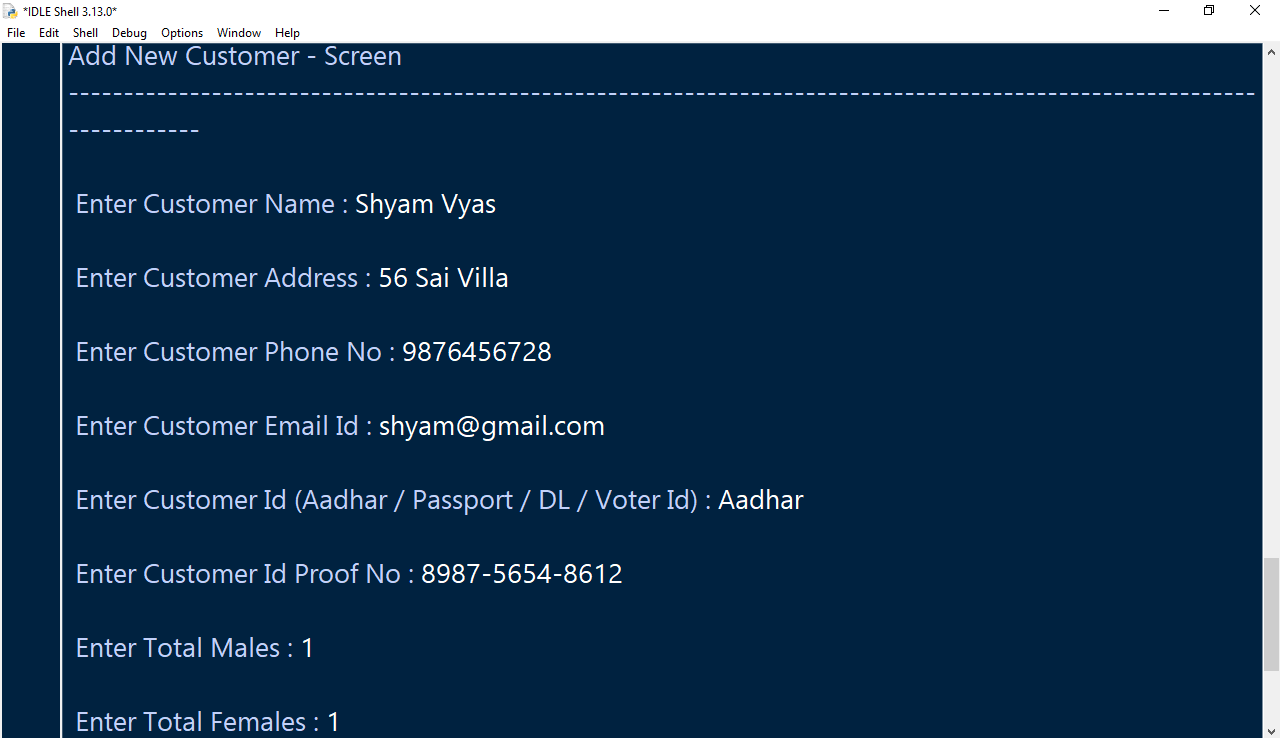 *IDLE Shell 3.13.0*
File Edit Shell Debug Options Window Help
Add New Customer - Screen
-------------------------------------------------------------------------------------------------------------
------------
Enter Customer Name : Shyam Vyas
Enter Customer Address : 56 Sai Villa
Enter Customer Phone No : 9876456728
Enter Customer Email Id : shyam@gmail.com
Enter Customer Id (Aadhar / Passport / DL / Voter Id) : Aadhar
Enter Customer Id Proof No : 8987-5654-8612
Enter Total Males : 1
Enter Total Females : 1